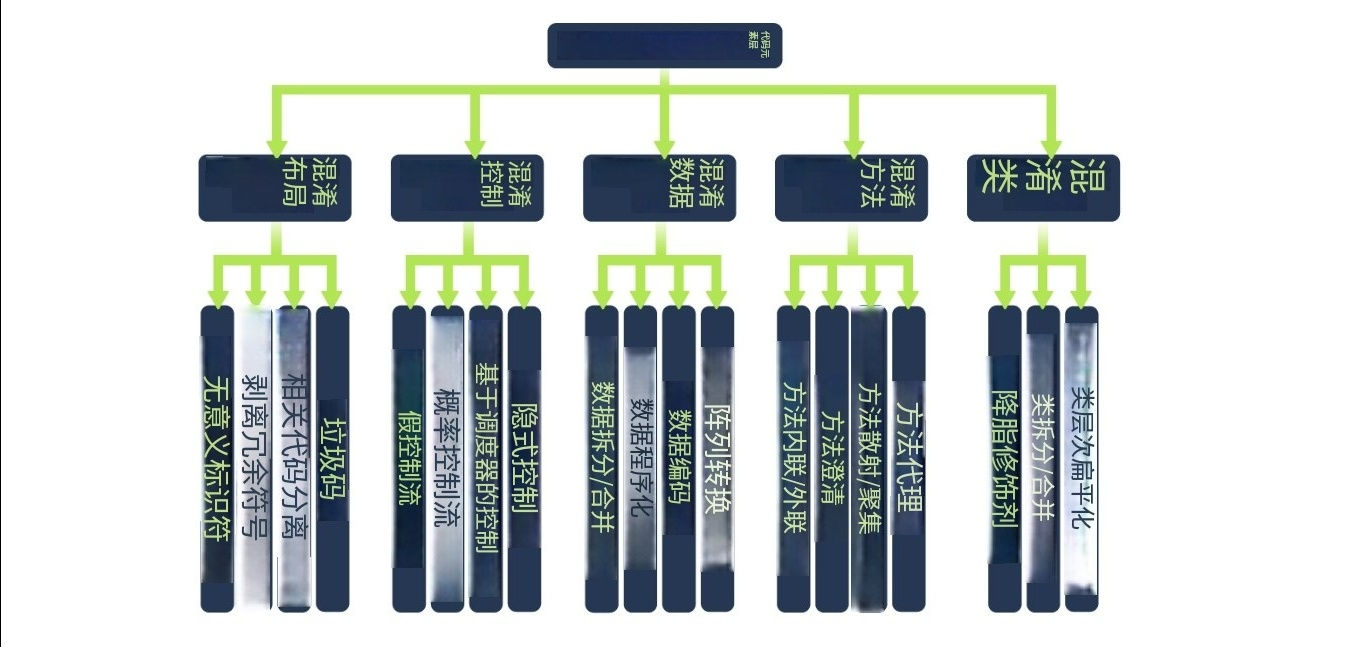 代码元
素层
混淆
布局
混淆
控制
混淆
数据
混淆
方法
混淆
类
无意义标识符
剥离冗余符号
相关代码分离
垃圾码
假控制流
概率控制流
基于调度器的控制
隐式控制
数据拆分/合并
数据程序化
数据编码
阵列转换
方法内联/外联
方法澄清
方法散射/聚集
方法代理
降脂修饰剂
类拆分/合并
类层次扁平化